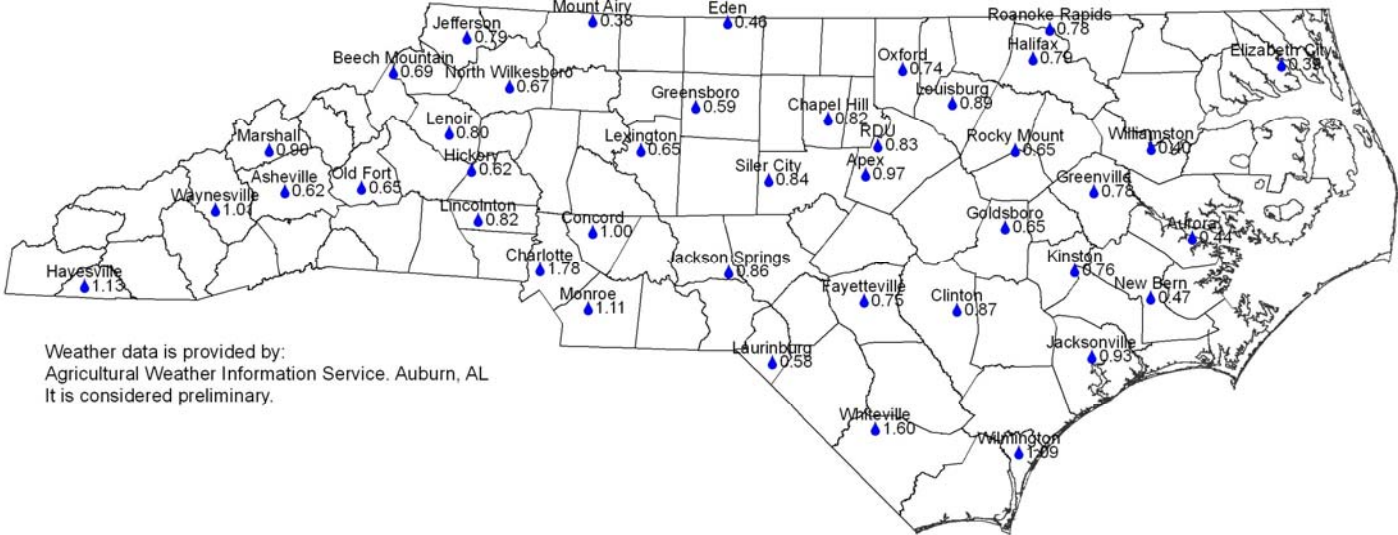 Mount Airy
0.38
Eden
0.46
Roanoke Rapids
0.78
Jefferson
0.79
Halifax
0.79
Elizabeth City
0.39
Beech Mountain
0.69
Oxford
0.74
North Wilkesboro
0.67
Greensboro
0.59
Louisburg
0.89
Chapel Hill
0.82
Lenoir
0.80
RDU
0.83
Marshall
0.90
Lexington
0.65
Rocky Mount
0.65
Williamston
0.40
Hickory
0.62
Siler City
0.84
Apex
0.97
Asheville
0.62
Old Fort
0.65
Greenville
0.78
Waynesville
Lincolnton
0.82
Concord
1.00
Goldsboro
0.65
Aurora
0.44
Charlotte
1.78
Jackson Springs
0.86
Kinston
0.76
Hayesville
1.13
Fayetteville
0.75
Clinton
0.87
New Bern
0.47
Monroe
1.11
Laurinburg
0.58
Jacksonville
0.93
Weather data is provided by:
Agricultural Weather Information Service. Auburn, AL
It is considered preliminary.
Whiteville
1.60
Wilmington
1.09